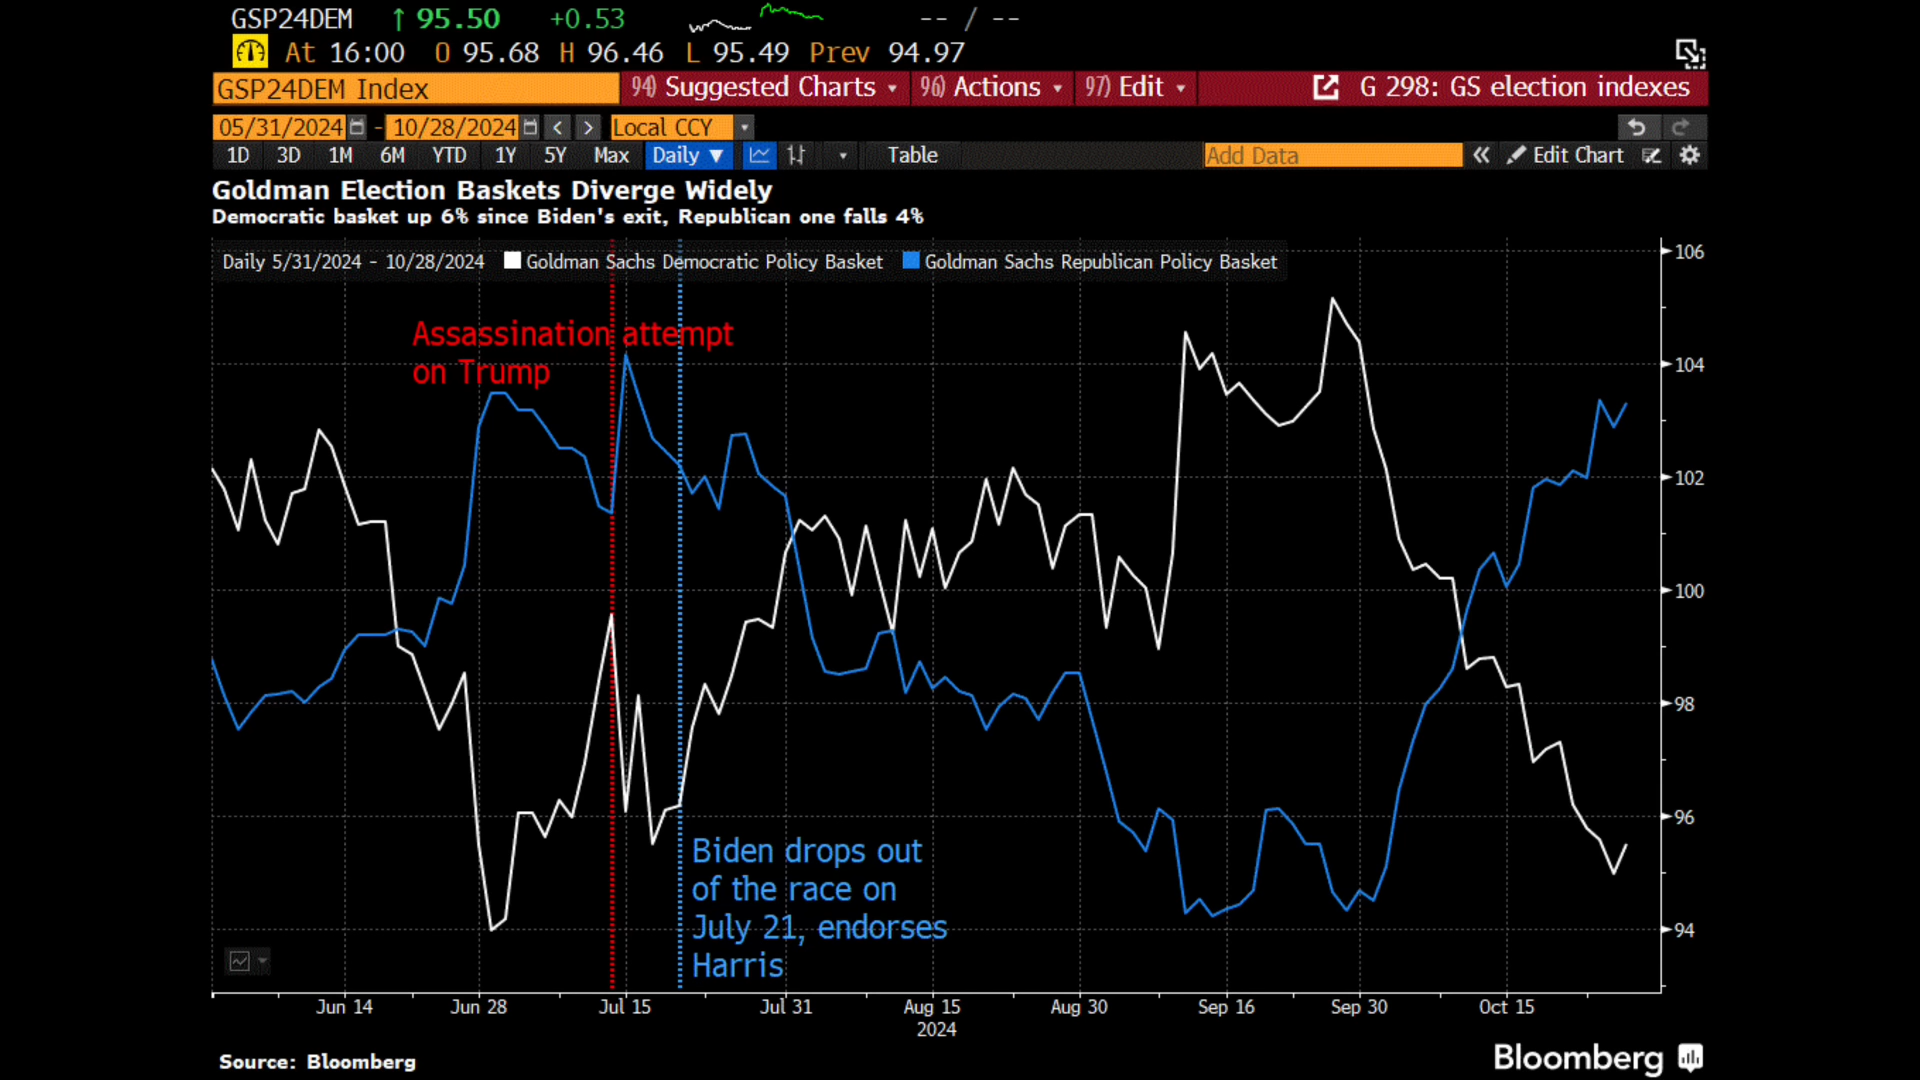 GSP24DEM ↑ 95.50 +0.53 -- / --
At 16:00 O 95.68 H 96.46 L 95.49 Prev 94.97
GSP24DEM Index 94) Suggested Charts 96) Actions 97) Edit G 298: GS election indexes
05/31/2024 - 10/28/2024 < > Local CCY
1D 3D 1M 6M YTD 1Y 5Y Max Daily ▼ Table Add Data « Edit Chart
Goldman Election Baskets Diverge Widely
Democratic basket up 6% since Biden's exit, Republican one falls 4%
Daily 5/31/2024 - 10/28/2024 Goldman Sachs Democratic Policy Basket Goldman Sachs Republican Policy Basket
106
Assassination attempt
on Trump
104
102
100
98
96
94
Biden drops out
of the race on
July 21, endorses
Harris
Jun 14 Jun 28 Jul 15 Jul 31 Aug 15 Aug 30 Sep 16 Sep 30 Oct 15
2024
Source: Bloomberg
Bloomberg